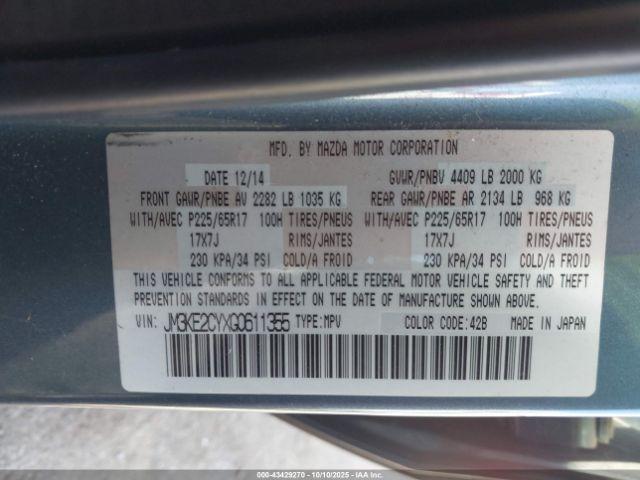 MFD. BY MAZDA MOTOR CORPORATION
DATE 12/14 GVWR/PNBV 4409 LB 2000 KG
FRONT GAWR/PNBE AV 2282 LB 1035 KG REAR GAWR/PNBE AR 2134 LB 968 KG
WITH/AVEC P225/65R17 100H TIRES/PNEUS WITH/AVEC P225/65R17 100H TIRES/PNEUS
17X7J RIMS/JANTES 17X7J RIMS/JANTES
230 KPA/34 PSI COLD/A FROID 230 KPA/34 PSI COLD/A FROID
THIS VEHICLE CONFORMS TO ALL APPLICABLE FEDERAL MOTOR VEHICLE SAFETY AND THEFT
PREVENTION STANDARDS IN EFFECT ON THE DATE OF MANUFACTURE SHOWN ABOVE.
VIN: JM3KE2CYXG0611355 TYPE:MPV COLOR CODE:42B MADE IN JAPAN
000-43429270 - 10/10/2025 - IAAI.COM